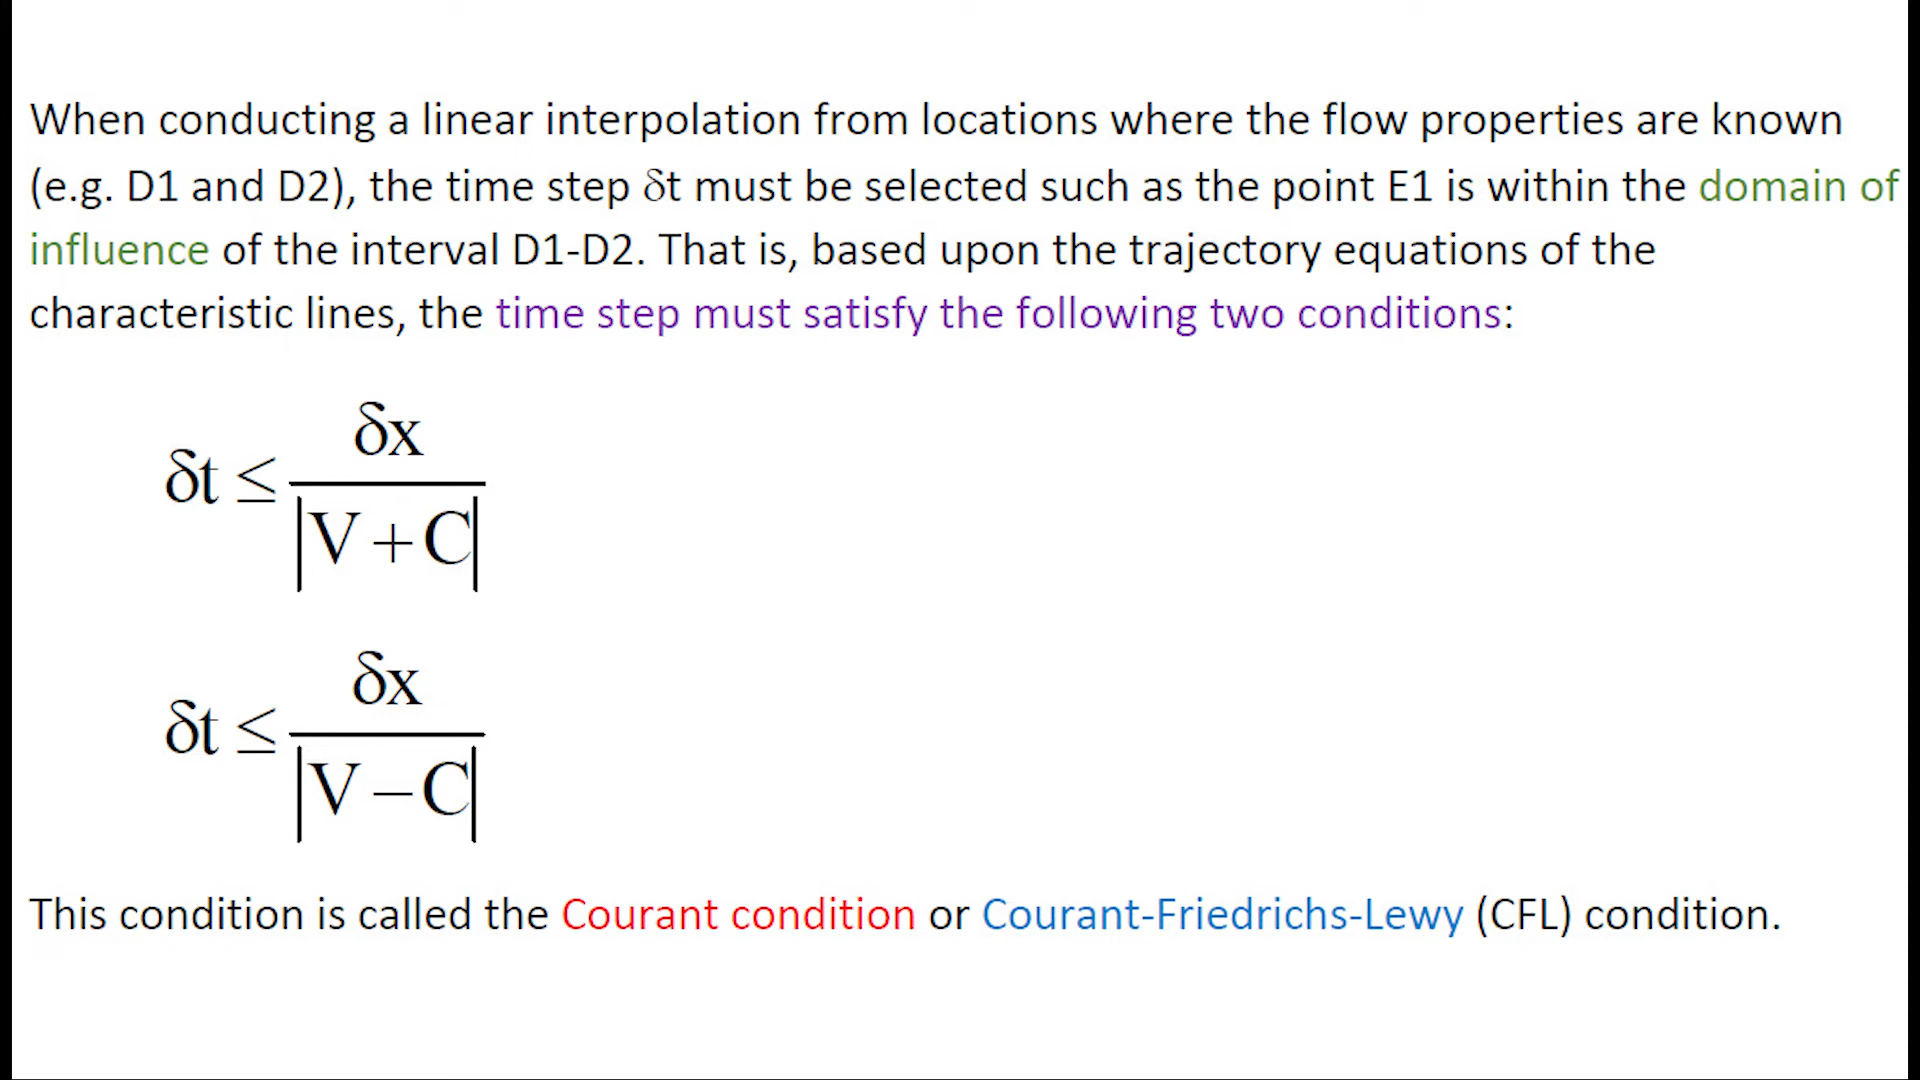 When conducting a linear interpolation from locations where the flow properties are known
(e.g. D1 and D2), the time step δt must be selected such as the point E1 is within the domain of
influence of the interval D1-D2. That is, based upon the trajectory equations of the
characteristic lines, the time step must satisfy the following two conditions:
δt ≤ δx / |V + C|
δt ≤ δx / |V − C|
This condition is called the Courant condition or Courant-Friedrichs-Lewy (CFL) condition.